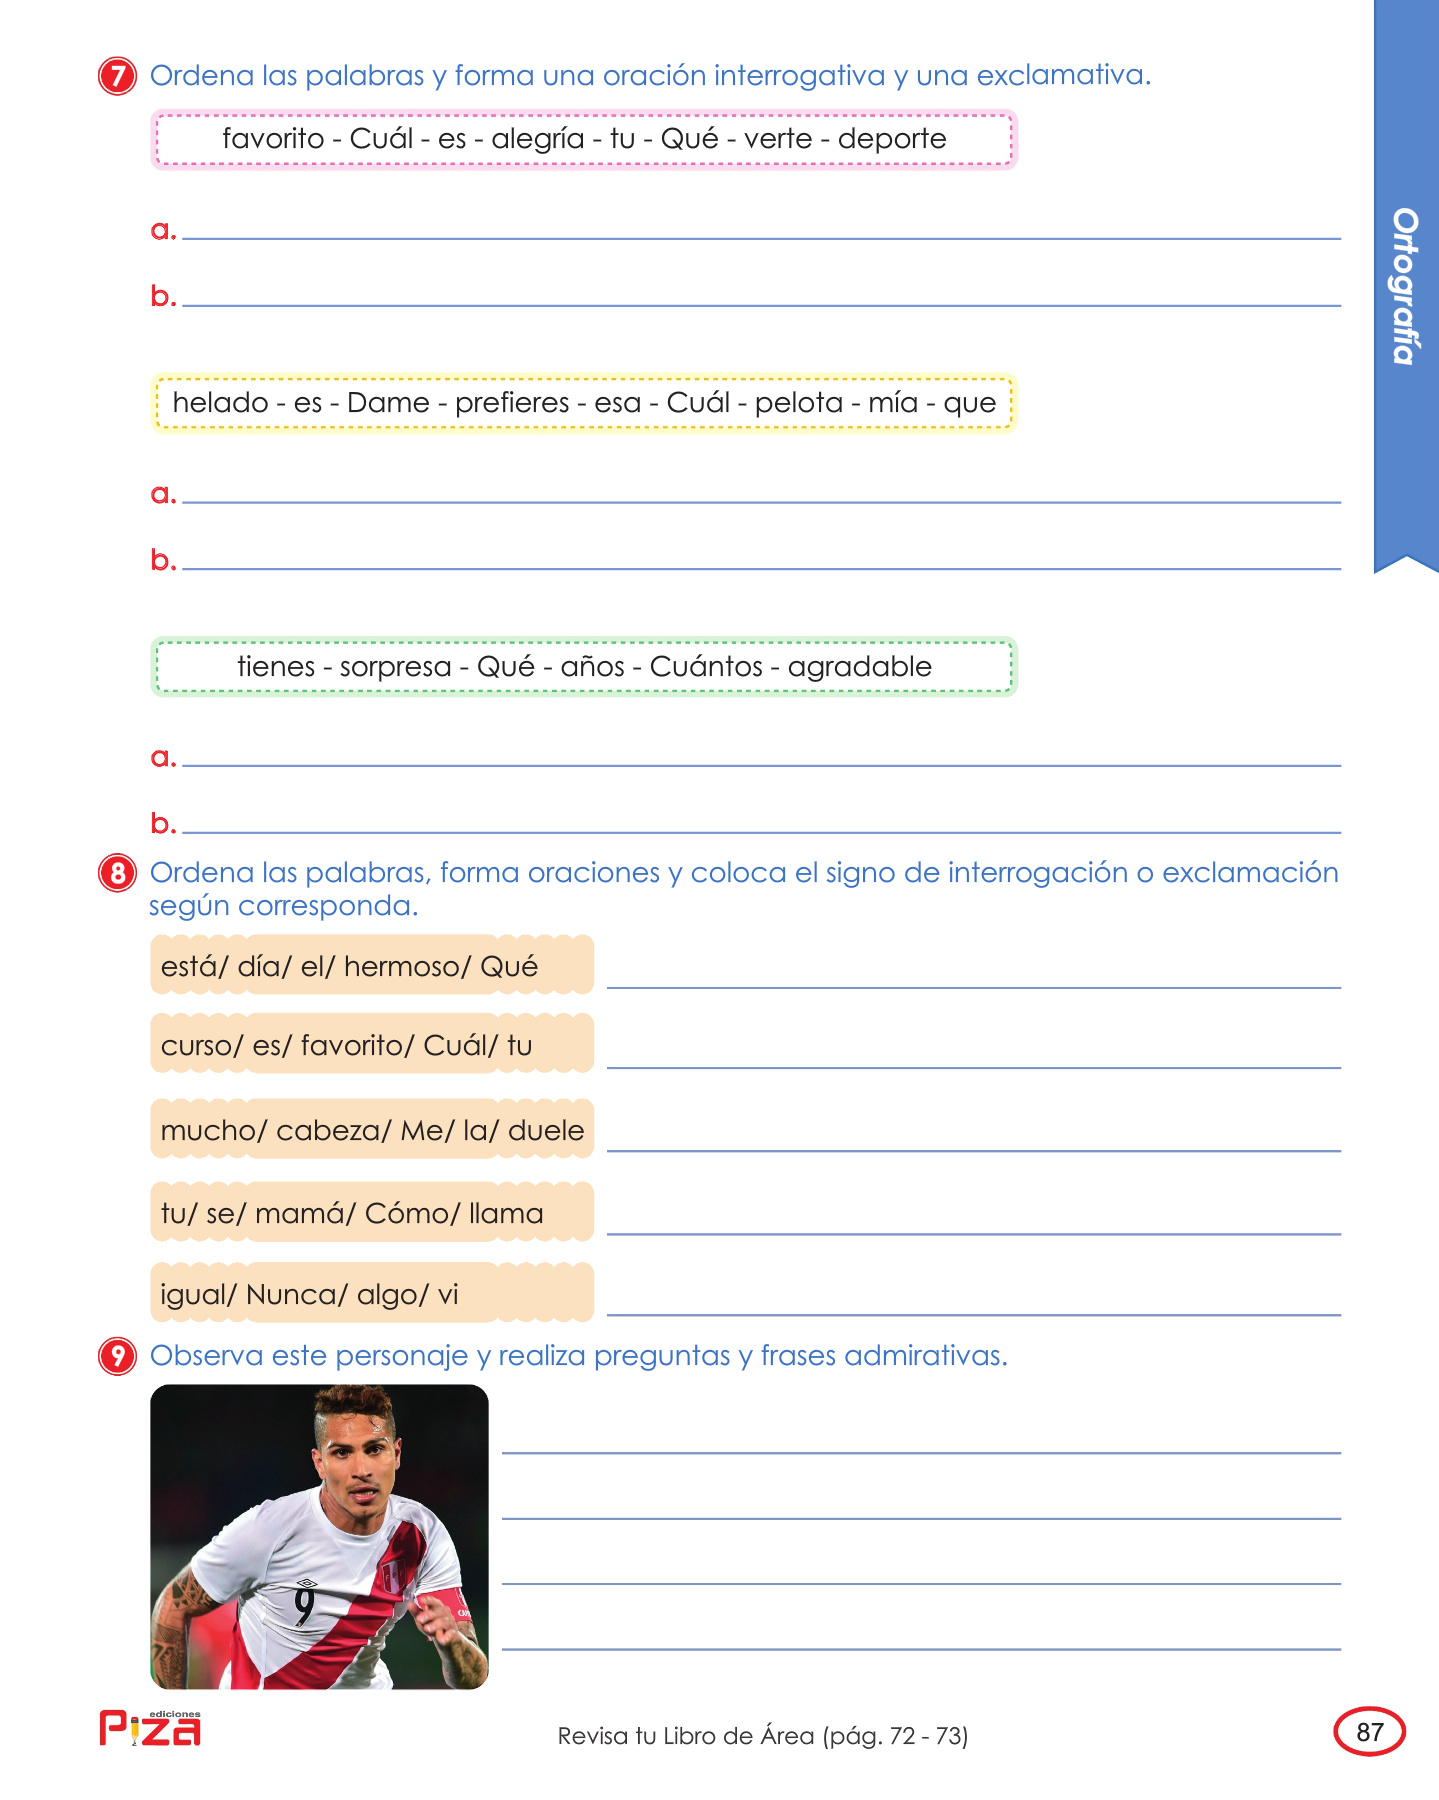 7 Ordena las palabras y forma una oración interrogativa y una exclamativa.
favorito - Cuál - es - alegría - tu - Qué - verte - deporte
a.
b.
helado - es - Dame - prefieres - esa - Cuál - pelota - mía - que
a.
b.
tienes - sorpresa - Qué - años - Cuántos - agradable
a.
b.
8 Ordena las palabras, forma oraciones y coloca el signo de interrogación o exclamación
según corresponda.
está/ día/ el/ hermoso/ Qué
curso/ es/ favorito/ Cuál/ tu
mucho/ cabeza/ Me/ la/ duele
tu/ se/ mamá/ Cómo/ llama
igual/ Nunca/ algo/ vi
9 Observa este personaje y realiza preguntas y frases admirativas.
9
ediciones
Piza
Revisa tu Libro de Área (pág. 72 - 73)
87
Ortografía